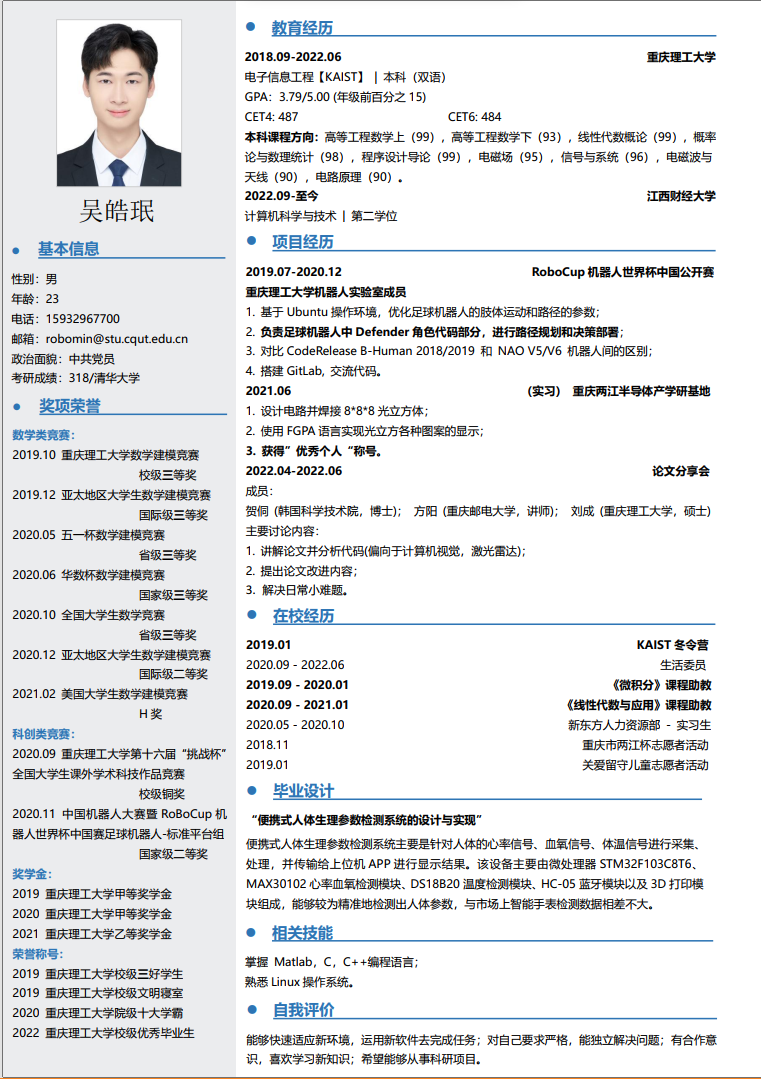 吴皓珉
基本信息
性别：男
年龄：23
电话：15932967700
邮箱：robomin@stu.cqut.edu.cn
政治面貌：中共党员
考研成绩：318/清华大学
奖项荣誉
数学类竞赛：
2019.10 重庆理工大学数学建模竞赛
校级三等奖
2019.12 亚太地区大学生数学建模竞赛
国际级三等奖
2020.05 五一杯数学建模竞赛
省级三等奖
2020.06 华数杯数学建模竞赛
国家级三等奖
2020.10 全国大学生数学竞赛
省级三等奖
2020.12 亚太地区大学生数学建模竞赛
国际级二等奖
2021.02 美国大学生数学建模竞赛
H 奖
科创类竞赛：
2020.09 重庆理工大学第十六届“挑战杯”
全国大学生课外学术科技作品竞赛
校级铜奖
2020.11 中国机器人大赛暨 RoBoCup 机
器人世界杯中国赛足球机器人-标准平台组
国家级二等奖
奖学金：
2019 重庆理工大学甲等奖学金
2020 重庆理工大学甲等奖学金
2021 重庆理工大学乙等奖学金
荣誉称号：
2019 重庆理工大学校级三好学生
2019 重庆理工大学校级文明寝室
2020 重庆理工大学院级十大学霸
2022 重庆理工大学校级优秀毕业生
教育经历
2018.09-2022.06 重庆理工大学
电子信息工程【KAIST】 | 本科（双语）
GPA：3.79/5.00 (年级前百分之 15)
CET4: 487 CET6: 484
本科课程方向：高等工程数学上（99），高等工程数学下（93），线性代数概论（99），概率
论与数理统计（98），程序设计导论（99），电磁场（95），信号与系统（96），电磁波与
天线（90），电路原理（90）。
2022.09-至今 江西财经大学
计算机科学与技术 | 第二学位
项目经历
2019.07-2020.12 RoboCup 机器人世界杯中国公开赛
重庆理工大学机器人实验室成员
1. 基于 Ubuntu 操作环境，优化足球机器人的肢体运动和路径的参数；
2. 负责足球机器人中 Defender 角色代码部分，进行路径规划和决策部署；
3. 对比 CodeRelease B-Human 2018/2019 和 NAO V5/V6 机器人间的区别；
4. 搭建 GitLab, 交流代码。
2021.06 （实习） 重庆两江半导体产学研基地
1. 设计电路并焊接 8*8*8 光立方体；
2. 使用 FGPA 语言实现光立方各种图案的显示；
3. 获得”优秀个人“称号。
2022.04-2022.06 论文分享会
成员：
贺侗 (韩国科学技术院，博士)； 方阳 (重庆邮电大学，讲师)； 刘成 (重庆理工大学，硕士)
主要讨论内容：
1. 讲解论文并分析代码(偏向于计算机视觉，激光雷达)；
2. 提出论文改进内容；
3. 解决日常小难题。
在校经历
2019.01 KAIST 冬令营
2020.09 - 2022.06 生活委员
2019.09 - 2020.01 《微积分》课程助教
2020.09 - 2021.01 《线性代数与应用》课程助教
2020.05 - 2020.10 新东方人力资源部 - 实习生
2018.11 重庆市两江杯志愿者活动
2019.01 关爱留守儿童志愿者活动
毕业设计
“便携式人体生理参数检测系统的设计与实现”
便携式人体生理参数检测系统主要是针对人体的心率信号、血氧信号、体温信号进行采集、
处理，并传输给上位机 APP 进行显示结果。该设备主要由微处理器 STM32F103C8T6、
MAX30102 心率血氧检测模块、DS18B20 温度检测模块、HC-05 蓝牙模块以及 3D 打印模
块组成，能够较为精准地检测出人体参数，与市场上智能手表检测数据相差不大。
相关技能
掌握 Matlab，C，C++编程语言；
熟悉 Linux 操作系统。
自我评价
能够快速适应新环境，运用新软件去完成任务；对自己要求严格，能独立解决问题；有合作意
识，喜欢学习新知识；希望能够从事科研项目。